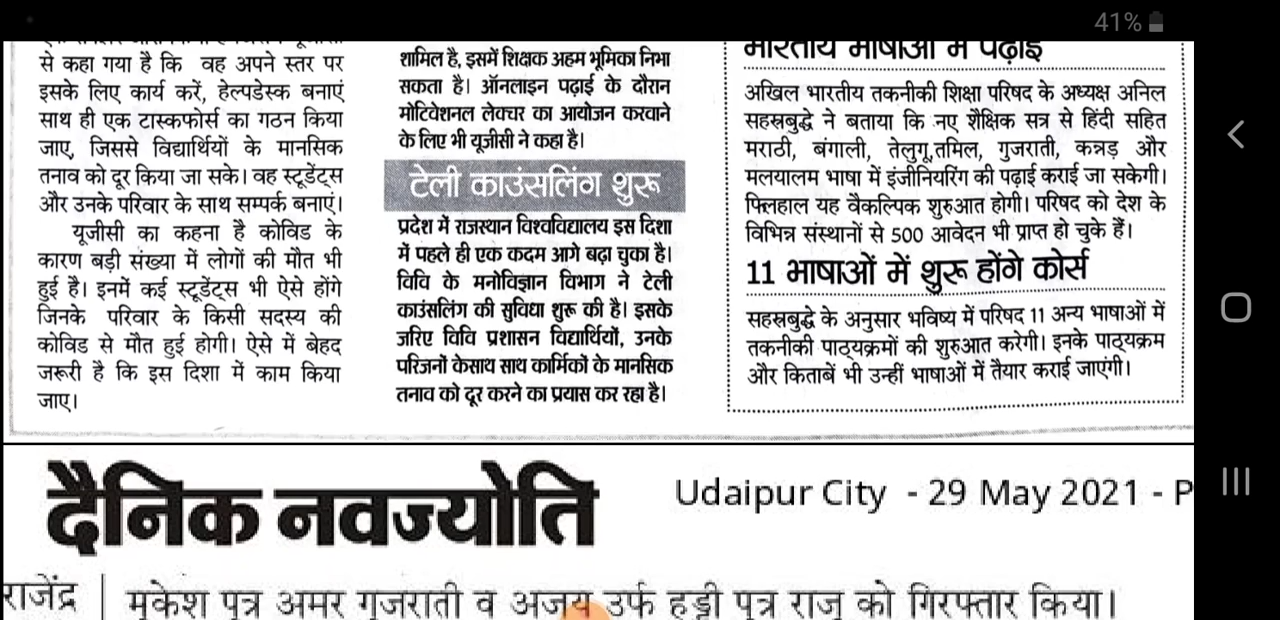 41%
से कहा गया है कि वह अपने स्तर पर
इसके लिए कार्य करें, हेल्पडेस्क बनाएं
साथ ही एक टास्कफोर्स का गठन किया
जाए, जिससे विद्यार्थियों के मानसिक
तनाव को दूर किया जा सके। वह स्टूडेंट्स
और उनके परिवार के साथ सम्पर्क बनाएं।
यूजीसी का कहना है कोविड के
कारण बड़ी संख्या में लोगों की मौत भी
हुई है। इनमें कई स्टूडेंट्स भी ऐसे होंगे
जिनके परिवार के किसी सदस्य की
कोविड से मौत हुई होगी। ऐसे में बेहद
जरूरी है कि इस दिशा में काम किया
जाए।
शामिल है, इसमें शिक्षक अहम भूमिका निभा
सकता है। ऑनलाइन पढ़ाई के दौरान
मोटिवेशनल लेक्चर का आयोजन करवाने
के लिए भी यूजीसी ने कहा है।
टेली काउंसलिंग शुरू
प्रदेश में राजस्थान विश्वविद्यालय इस दिशा
में पहले ही एक कदम आगे बढ़ा चुका है।
विवि के मनोविज्ञान विभाग ने टेली
काउंसलिंग की सुविधा शुरू की है। इसके
जरिए विवि प्रशासन विद्यार्थियों, उनके
परिजनों केसाथ साथ कार्मिकों के मानसिक
तनाव को दूर करने का प्रयास कर रहा है।
भारतीय भाषाओं में पढ़ाई
अखिल भारतीय तकनीकी शिक्षा परिषद के अध्यक्ष अनिल
सहस्रबुद्धे ने बताया कि नए शैक्षिक सत्र से हिंदी सहित
मराठी, बंगाली, तेलुगू,तमिल, गुजराती, कन्नड़ और
मलयालम भाषा में इंजीनियरिंग की पढ़ाई कराई जा सकेगी।
फिलहाल यह वैकल्पिक शुरुआत होगी। परिषद को देश के
विभिन्न संस्थानों से 500 आवेदन भी प्राप्त हो चुके हैं।
11 भाषाओं में शुरू होंगे कोर्स
सहस्रबुद्धे के अनुसार भविष्य में परिषद 11 अन्य भाषाओं में
तकनीकी पाठ्यक्रमों की शुरुआत करेगी। इनके पाठ्यक्रम
और किताबें भी उन्हीं भाषाओं में तैयार कराई जाएंगी।
दैनिक नवज्योति
Udaipur City - 29 May 2021 - P
राजेंद्र
मुकेश पुत्र अमर गुजराती व अजय उर्फ हड्डी पुत्र राजू को गिरफ्तार किया।